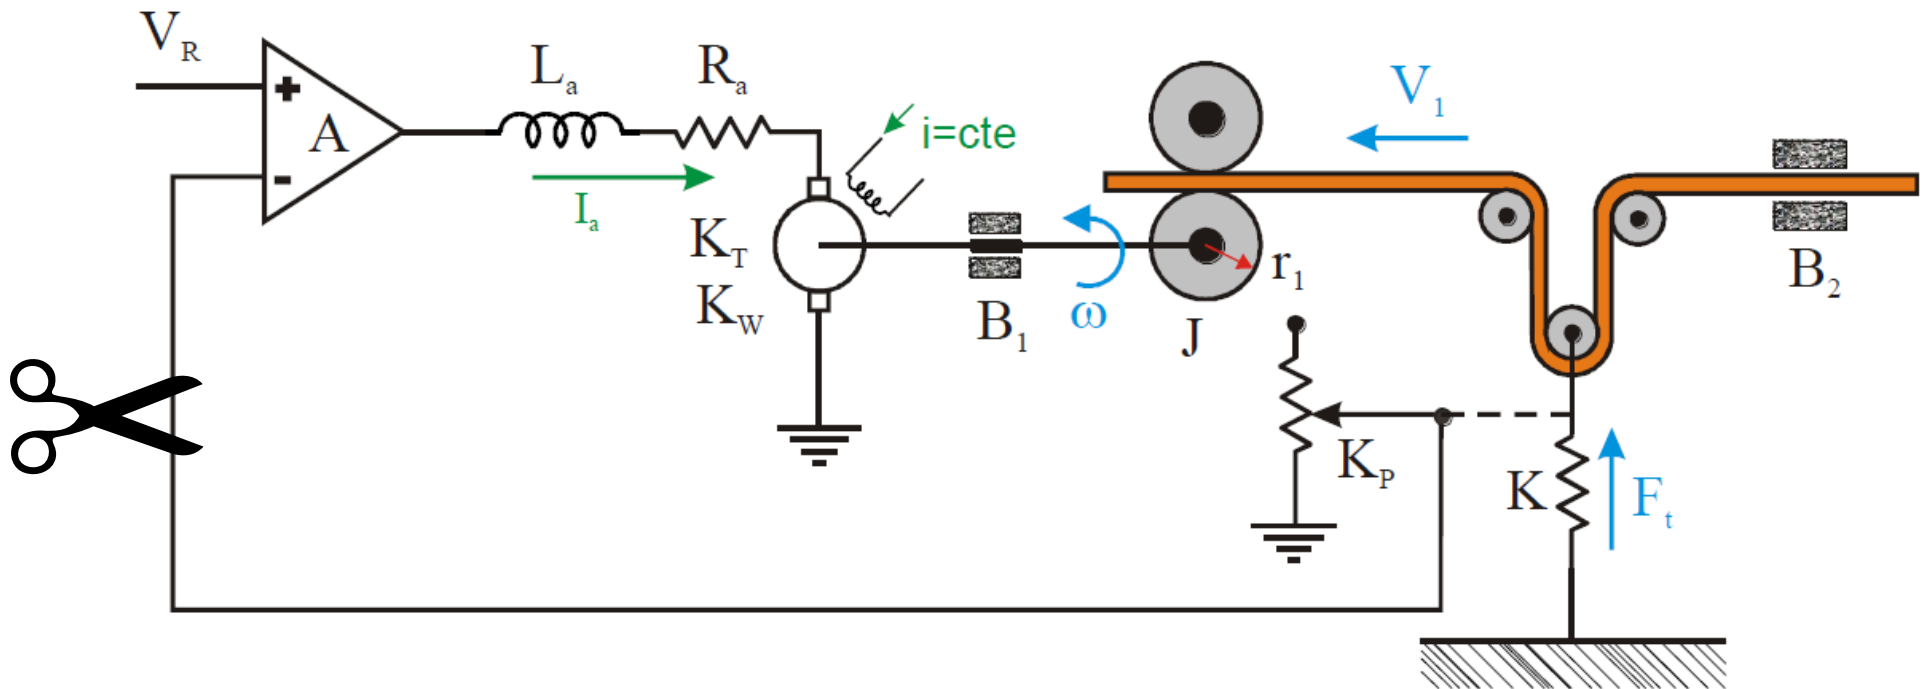 V_R
+
A
-
L_a
R_a
I_a
i=cte
K_T
K_W
B_1
ω
J
r_1
V_1
B_2
K_P
K
F_t